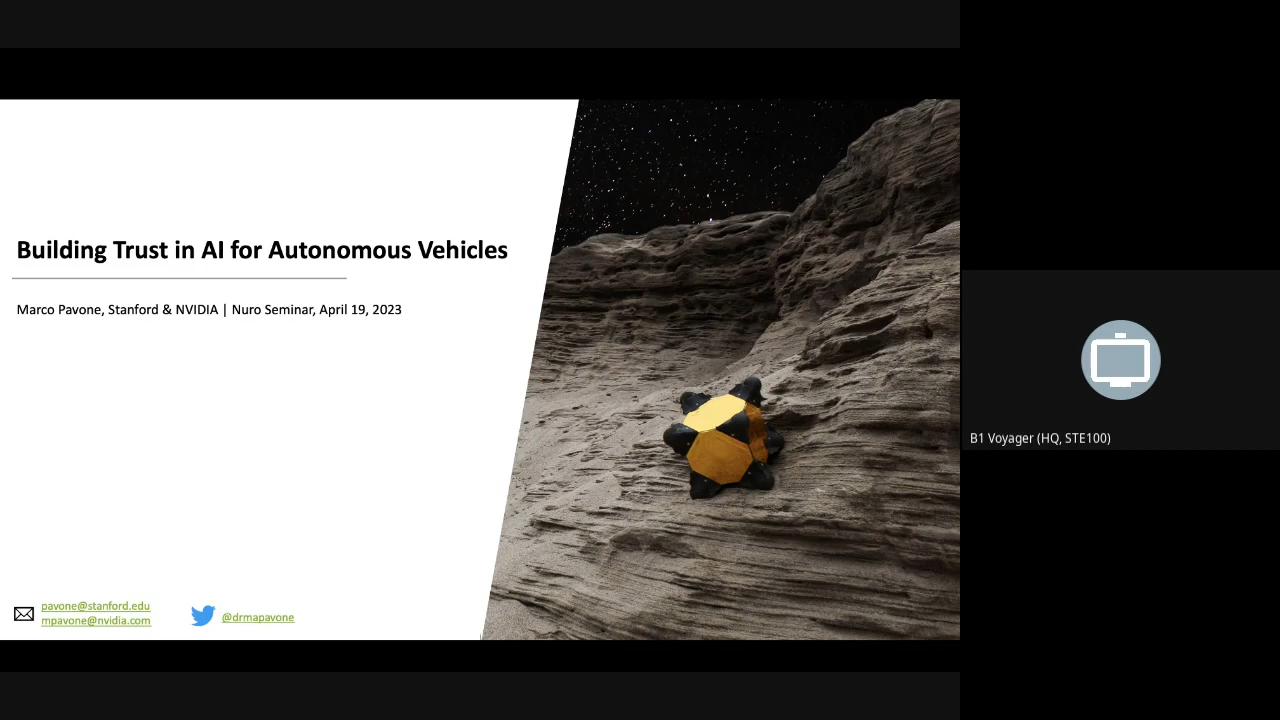 Building Trust in AI for Autonomous Vehicles
Marco Pavone, Stanford & NVIDIA | Nuro Seminar, April 19, 2023
pavone@stanford.edu
mpavone@nvidia.com
@drmapavone
B1 Voyager (HQ, STE100)